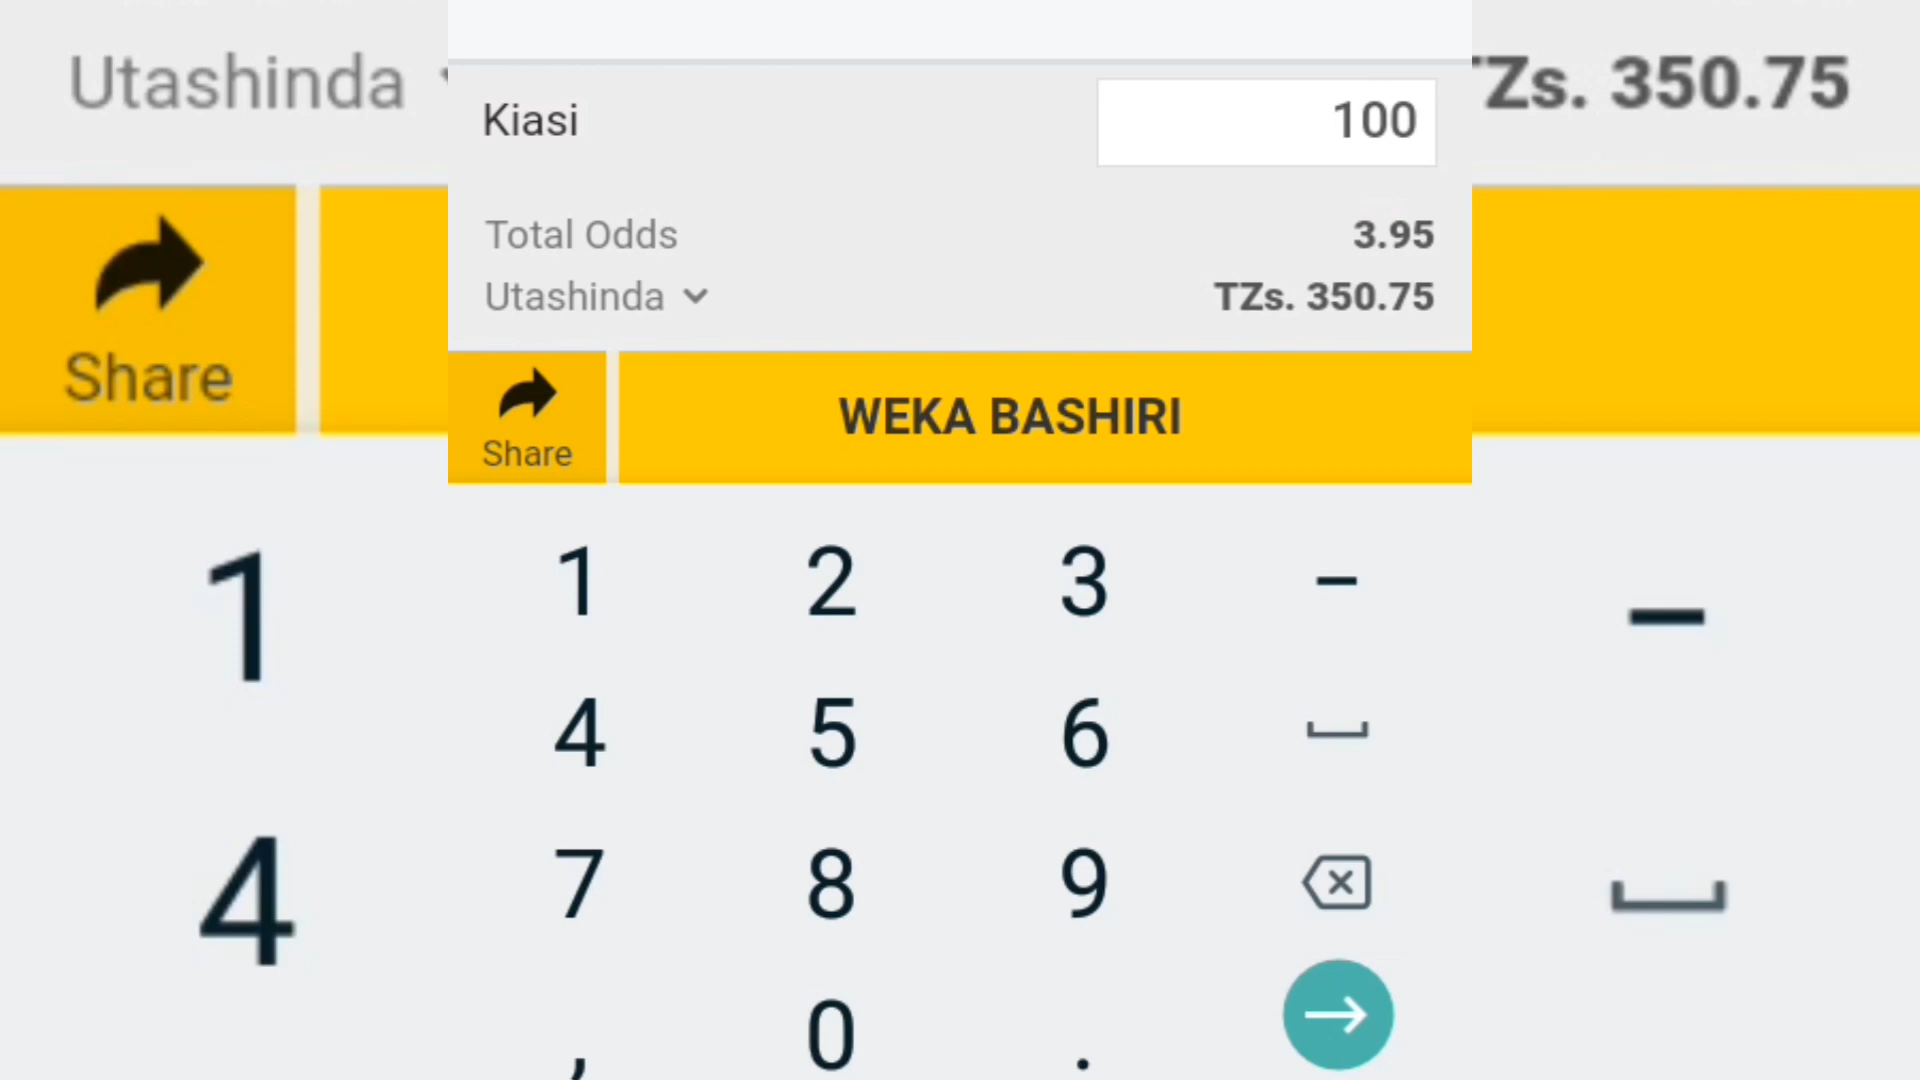 Utashinda
TZs. 350.75
Share
1
4
-
Kiasi
100
Total Odds
3.95
Utashinda
TZs. 350.75
Share
WEKA BASHIRI
1 2 3 -
4 5 6
7 8 9
, 0 .